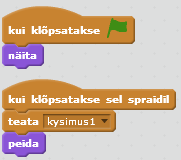 kui klõpsatakse
näita
kui klõpsatakse sel spraidil
teata kysimus1
peida